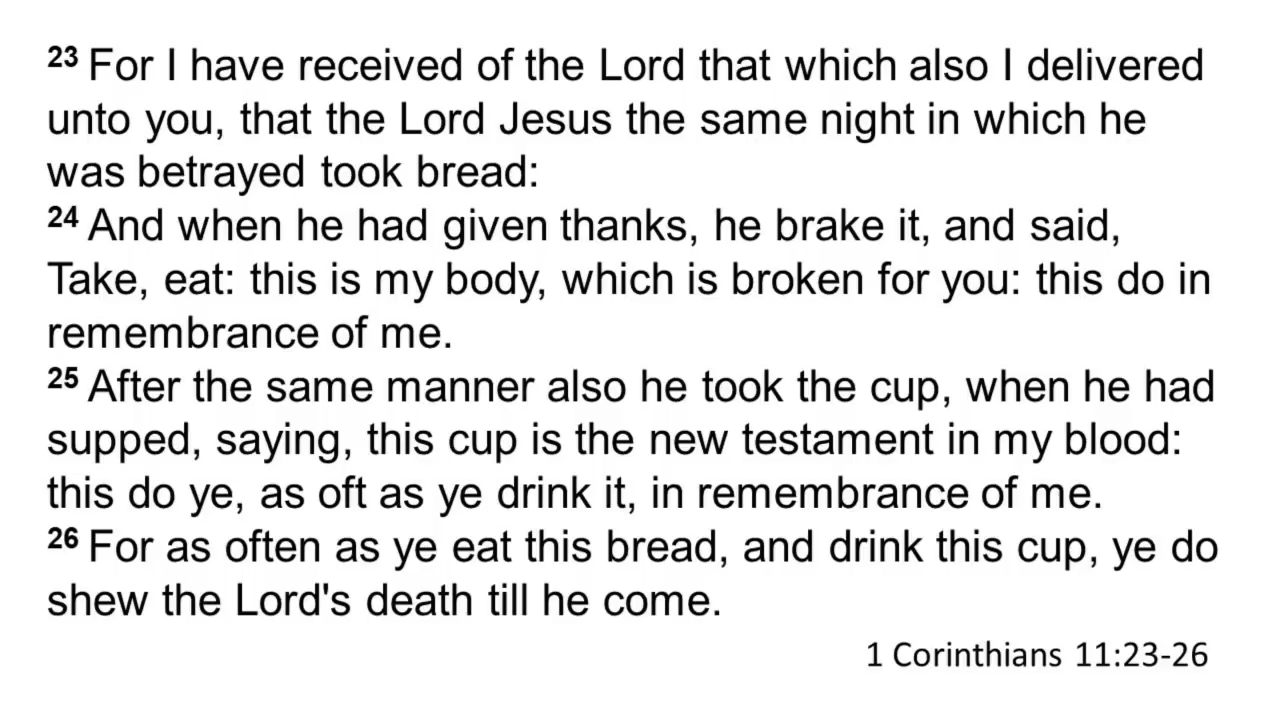 23 For I have received of the Lord that which also I delivered
unto you, that the Lord Jesus the same night in which he
was betrayed took bread:
24 And when he had given thanks, he brake it, and said,
Take, eat: this is my body, which is broken for you: this do in
remembrance of me.
25 After the same manner also he took the cup, when he had
supped, saying, this cup is the new testament in my blood:
this do ye, as oft as ye drink it, in remembrance of me.
26 For as often as ye eat this bread, and drink this cup, ye do
shew the Lord's death till he come.
1 Corinthians 11:23-26